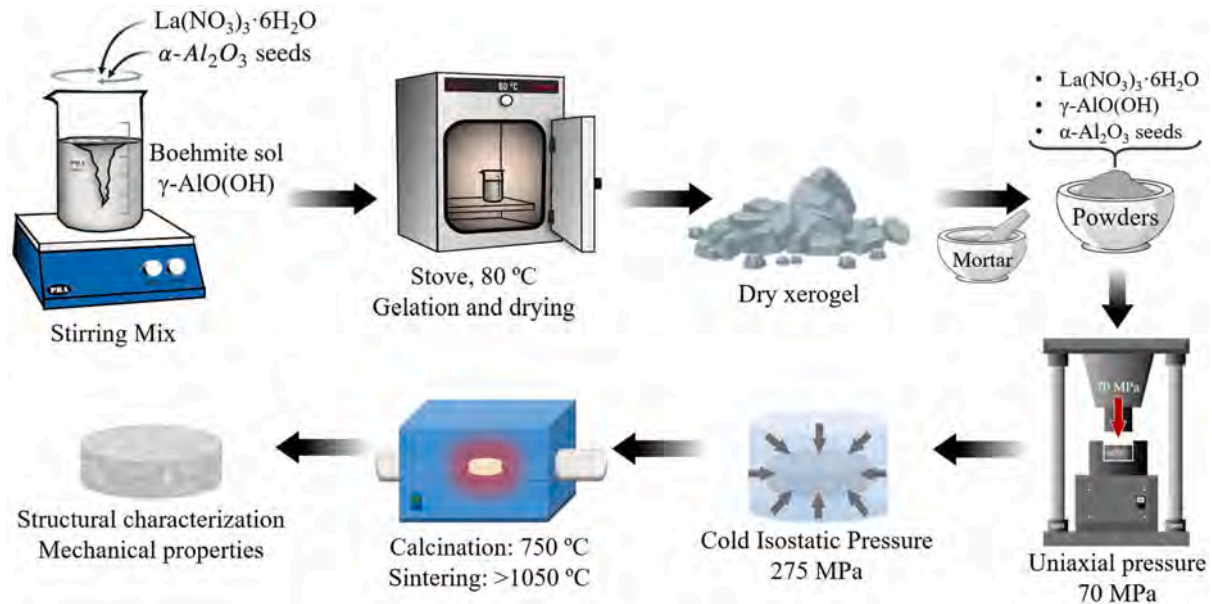 La(NO₃)₃·6H₂O
α-Al₂O₃ seeds
Boehmite sol
γ-AlO(OH)
PRA
Stirring Mix
80 ºC
Stove, 80 ºC
Gelation and drying
Dry xerogel
• La(NO₃)₃·6H₂O
• γ-AlO(OH)
• α-Al₂O₃ seeds
Powders
Mortar
70 MPa
Uniaxial pressure
70 MPa
Cold Isostatic Pressure
275 MPa
Calcination: 750 ºC
Sintering: >1050 ºC
Structural characterization
Mechanical properties